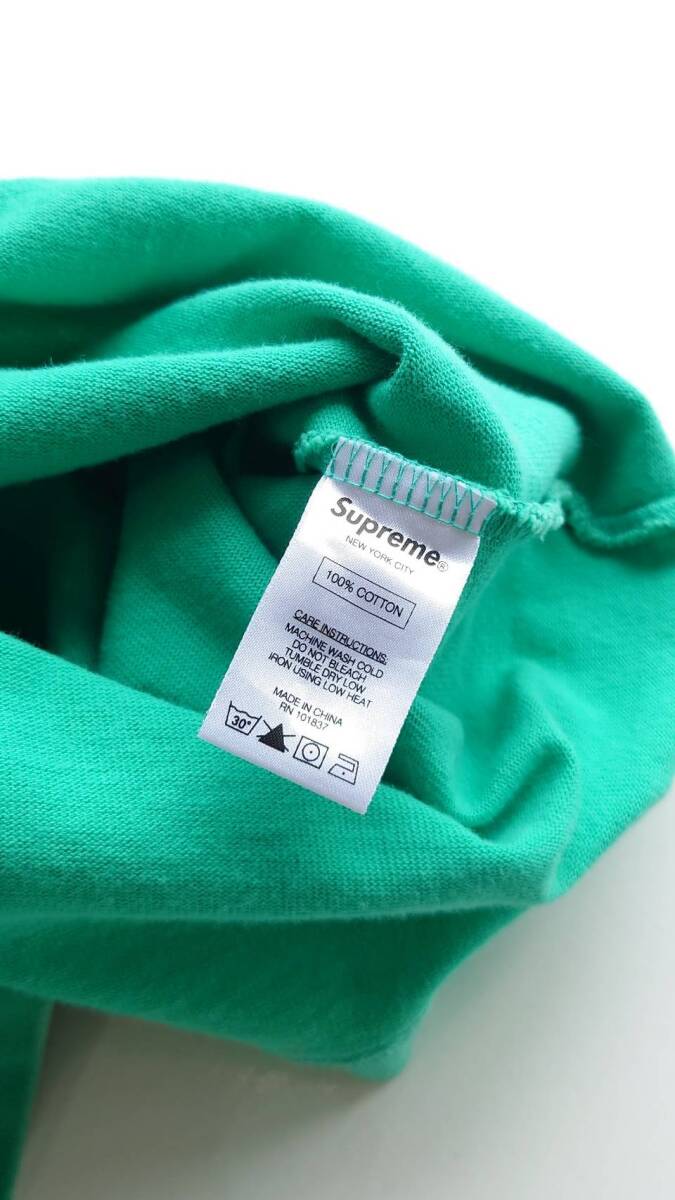 Supreme®
NEW YORK CITY
100% COTTON
CARE INSTRUCTIONS:
MACHINE WASH COLD
DO NOT BLEACH
TUMBLE DRY LOW
IRON USING LOW HEAT
MADE IN CHINA
RN 101837
30°